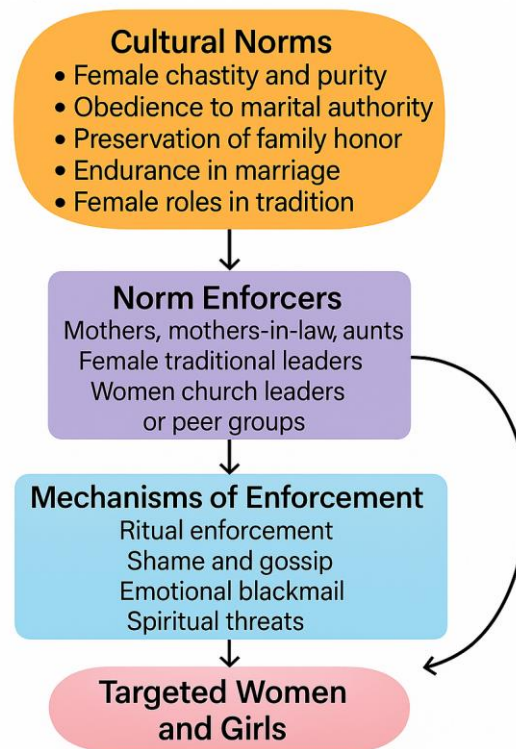 Cultural Norms
• Female chastity and purity
• Obedience to marital authority
• Preservation of family honor
• Endurance in marriage
• Female roles in tradition
Norm Enforcers
Mothers, mothers-in-law, aunts
Female traditional leaders
Women church leaders
or peer groups
Mechanisms of Enforcement
Ritual enforcement
Shame and gossip
Emotional blackmail
Spiritual threats
Targeted Women
and Girls